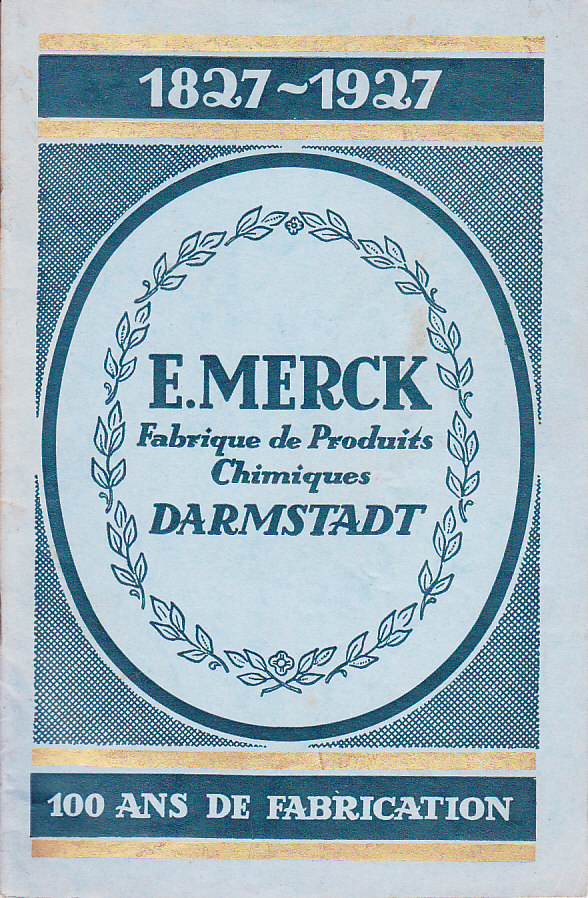 1827~1927
E. MERCK
Fabrique de Produits
Chimiques
DARMSTADT
100 ANS DE FABRICATION